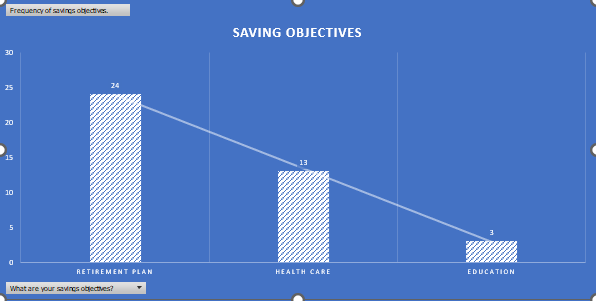 Frequency of savings objectives.
SAVING OBJECTIVES
30
25
20
15
10
5
0
24
13
3
RETIREMENT PLAN
HEALTH CARE
EDUCATION
What are your savings objectives?